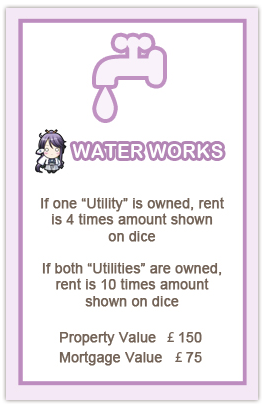 WATER WORKS
If one “Utility” is owned, rent
is 4 times amount shown
on dice
If both “Utilities” are owned,
rent is 10 times amount
shown on dice
Property Value £150
Mortgage Value £75